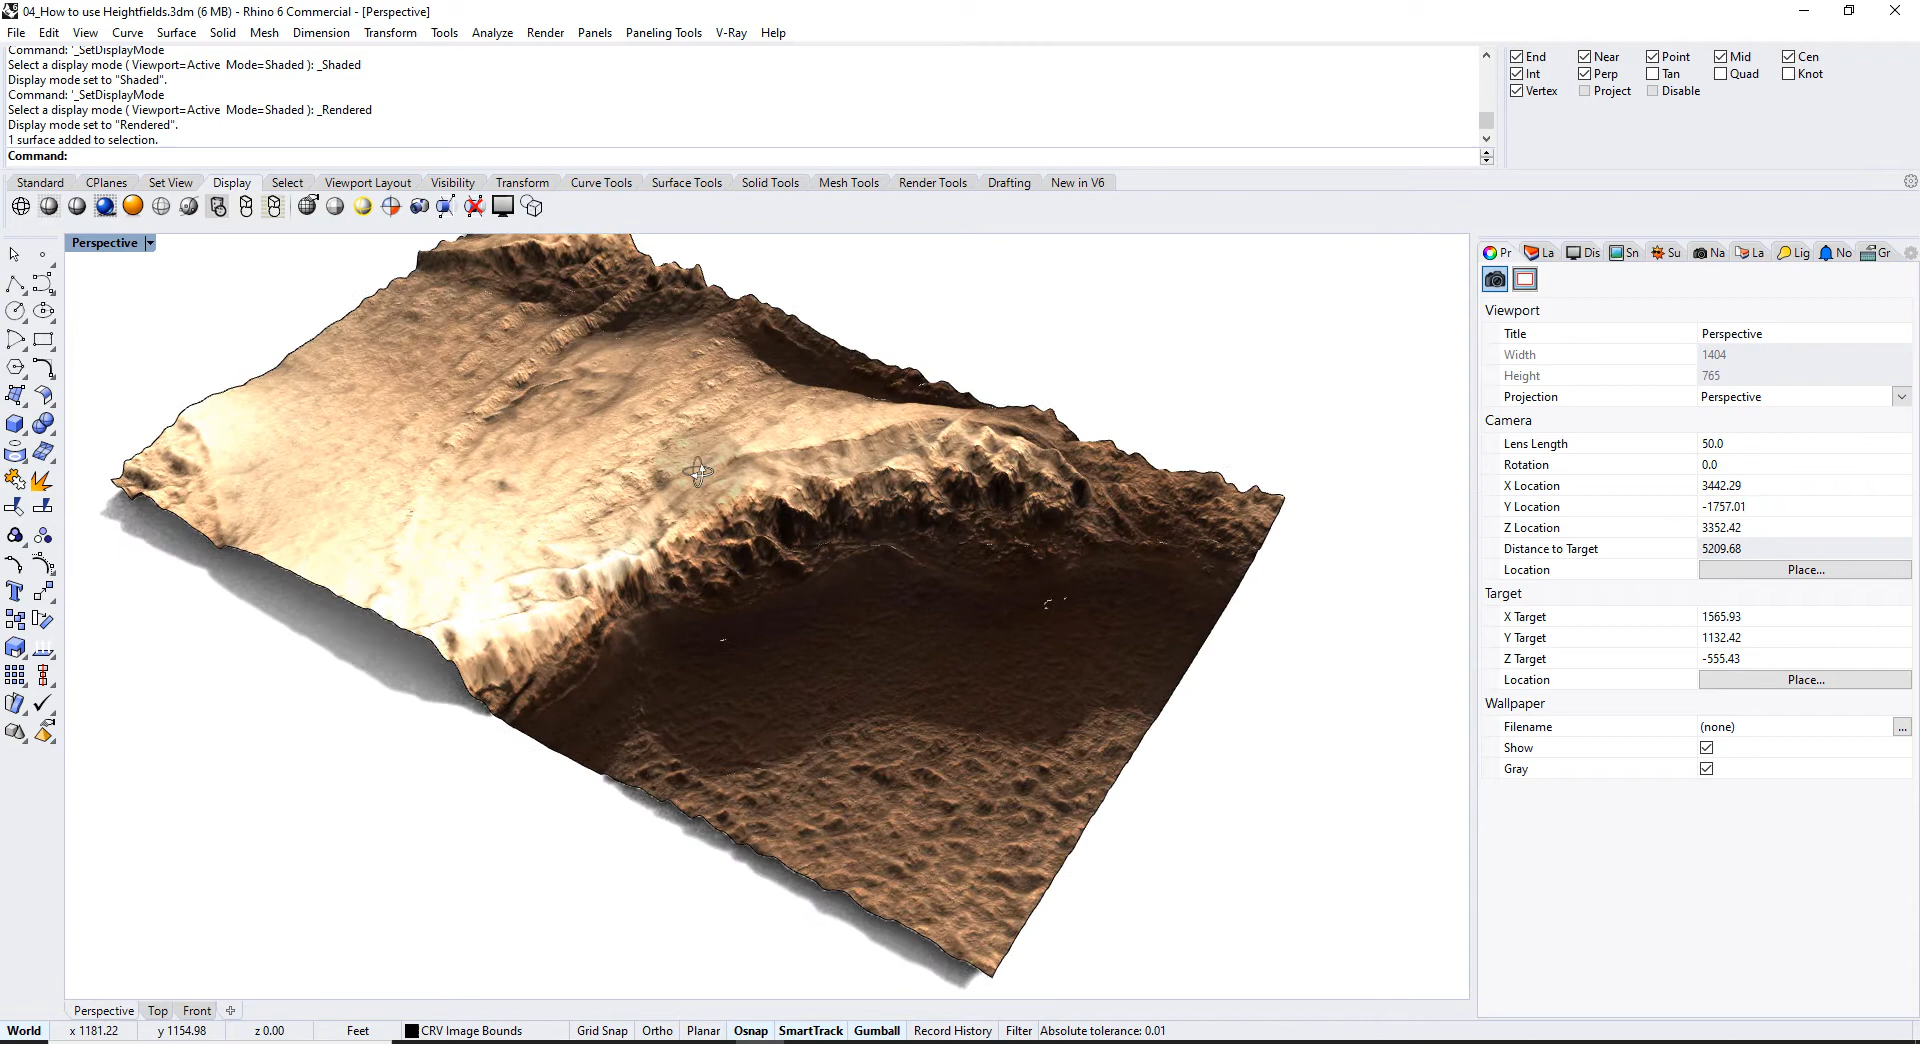 04_How to use Heightfields.3dm (6 MB) - Rhino 6 Commercial - [Perspective]
File Edit View Curve Surface Solid Mesh Dimension Transform Tools Analyze Render Panels Paneling Tools V-Ray Help
Command: '_SetDisplayMode
Select a display mode ( Viewport=Active  Mode=Shaded ): _Shaded
Display mode set to "Shaded".
Command: '_SetDisplayMode
Select a display mode ( Viewport=Active  Mode=Shaded ): _Rendered
Display mode set to "Rendered".
1 surface added to selection.
Command:
End Near Point Mid Cen
Int Perp Tan Quad Knot
Vertex Project Disable
Standard CPlanes Set View Display Select Viewport Layout Visibility Transform Curve Tools Surface Tools Solid Tools Mesh Tools Render Tools Drafting New in V6
Perspective
Pr La Dis Sn Su Na La Lig No Gr
Viewport
Title Perspective
Width 1404
Height 765
Projection Perspective
Camera
Lens Length 50.0
Rotation 0.0
X Location 3442.29
Y Location -1757.01
Z Location 3352.42
Distance to Target 5209.68
Location Place...
Target
X Target 1565.93
Y Target 1132.42
Z Target -555.43
Location Place...
Wallpaper
Filename (none) ...
Show
Gray
Perspective Top Front
World x 1181.22 y 1154.98 z 0.00 Feet CRV Image Bounds Grid Snap Ortho Planar Osnap SmartTrack Gumball Record History Filter Absolute tolerance: 0.01